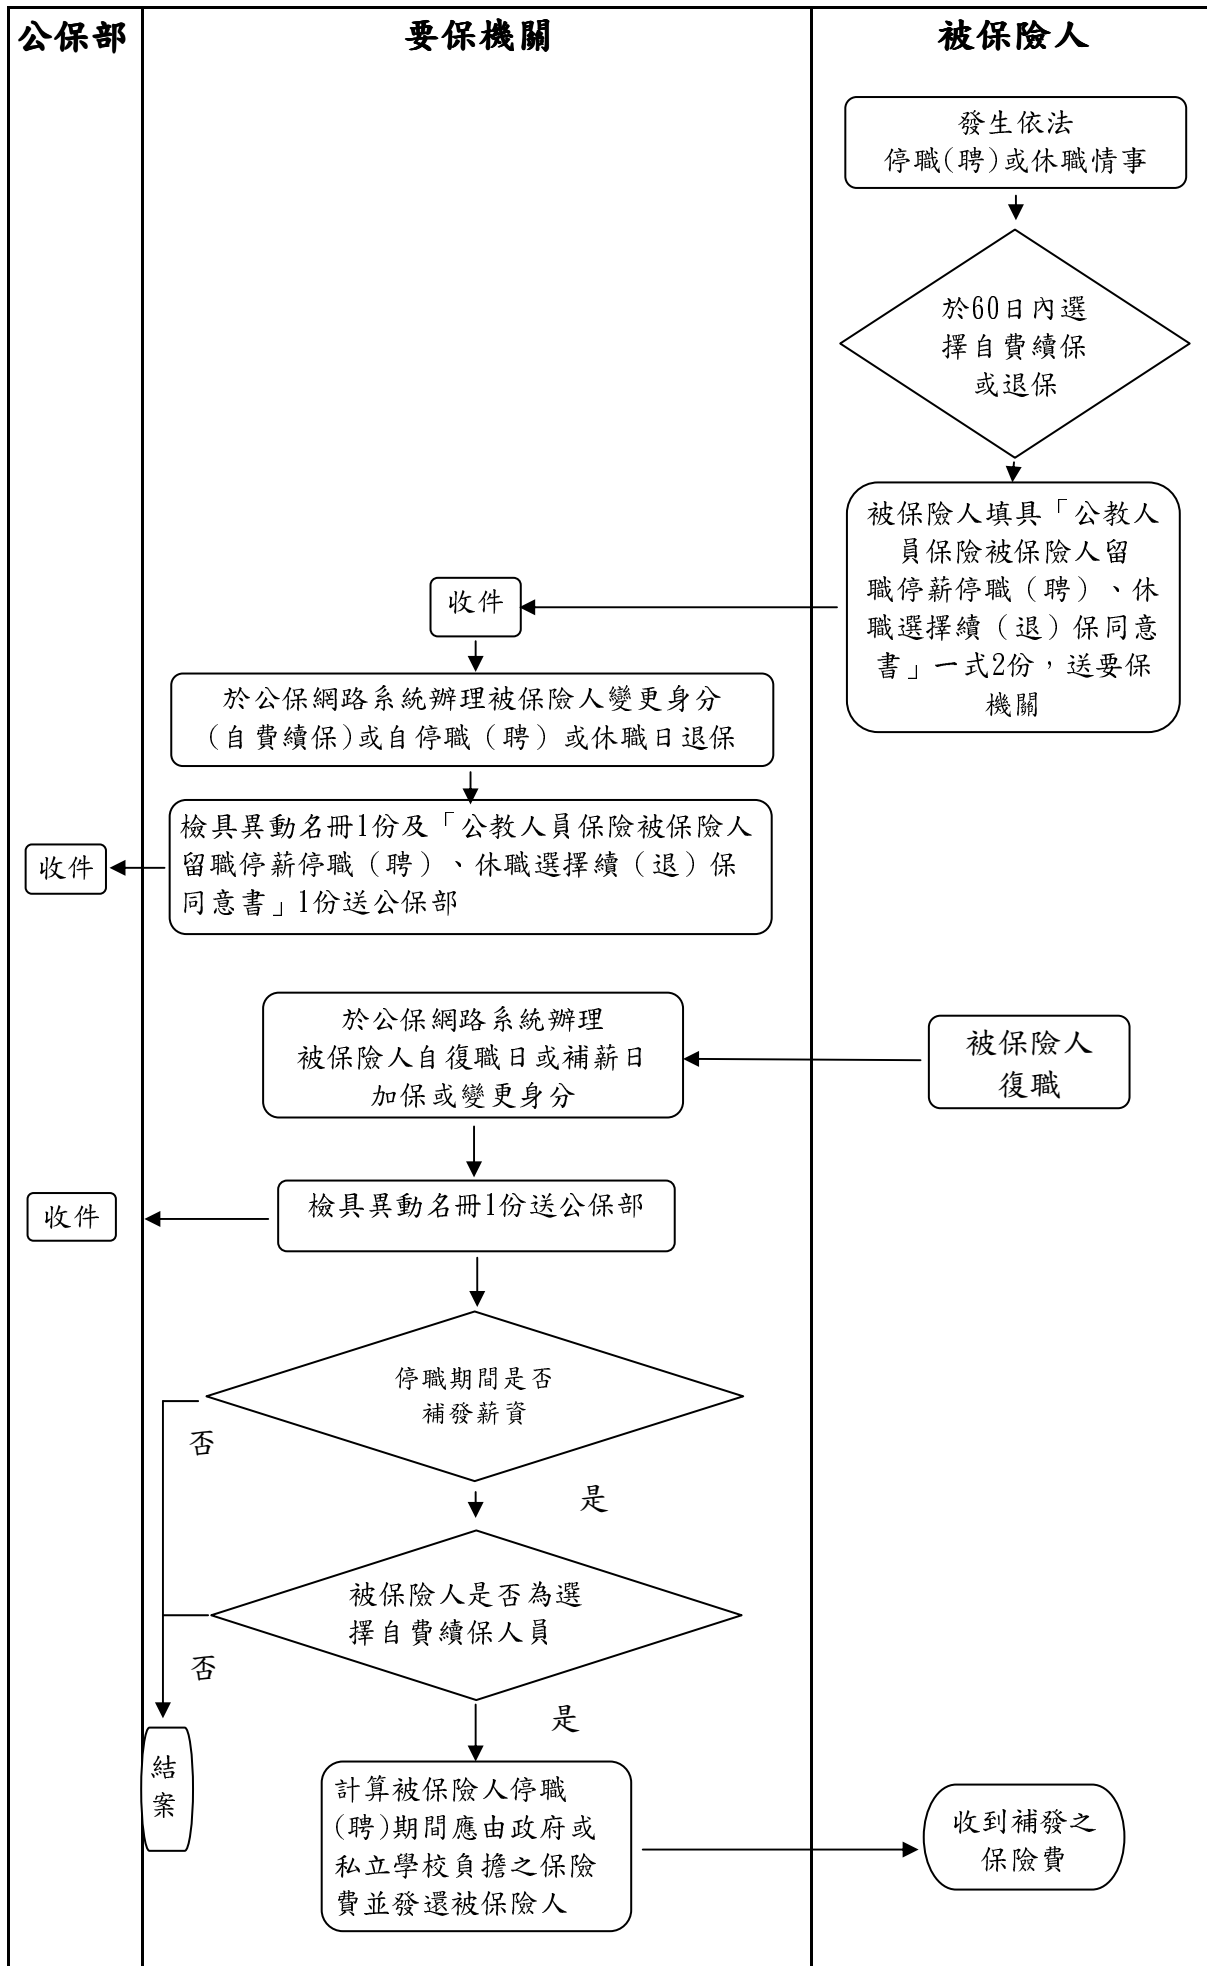 公保部
要保機關
被保險人
發生依法
停職(聘)或休職情事
於60日內選
擇自費續保
或退保
被保險人填具「公教人
員保險被保險人留
職停薪停職（聘）、休
職選擇續（退）保同意
書」一式2份，送要保
機關
收件
於公保網路系統辦理被保險人變更身分
(自費續保)或自停職（聘）或休職日退保
檢具異動名冊1份及「公教人員保險被保險人
留職停薪停職（聘）、休職選擇續（退）保
同意書」1份送公保部
收件
被保險人
復職
於公保網路系統辦理
被保險人自復職日或補薪日
加保或變更身分
檢具異動名冊1份送公保部
收件
停職期間是否
補發薪資
否
是
被保險人是否為選
擇自費續保人員
否
是
結
案
計算被保險人停職
(聘)期間應由政府或
私立學校負擔之保險
費並發還被保險人
收到補發之
保險費